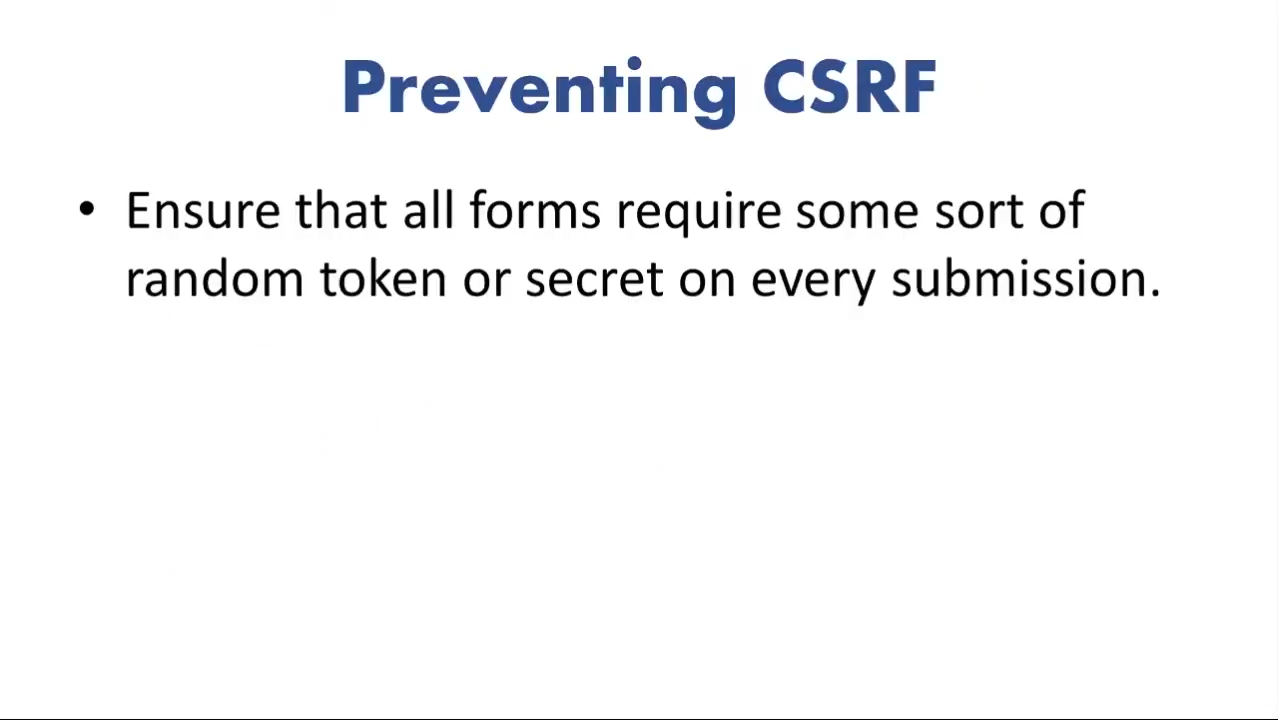 Preventing CSRF
• Ensure that all forms require some sort of
random token or secret on every submission.